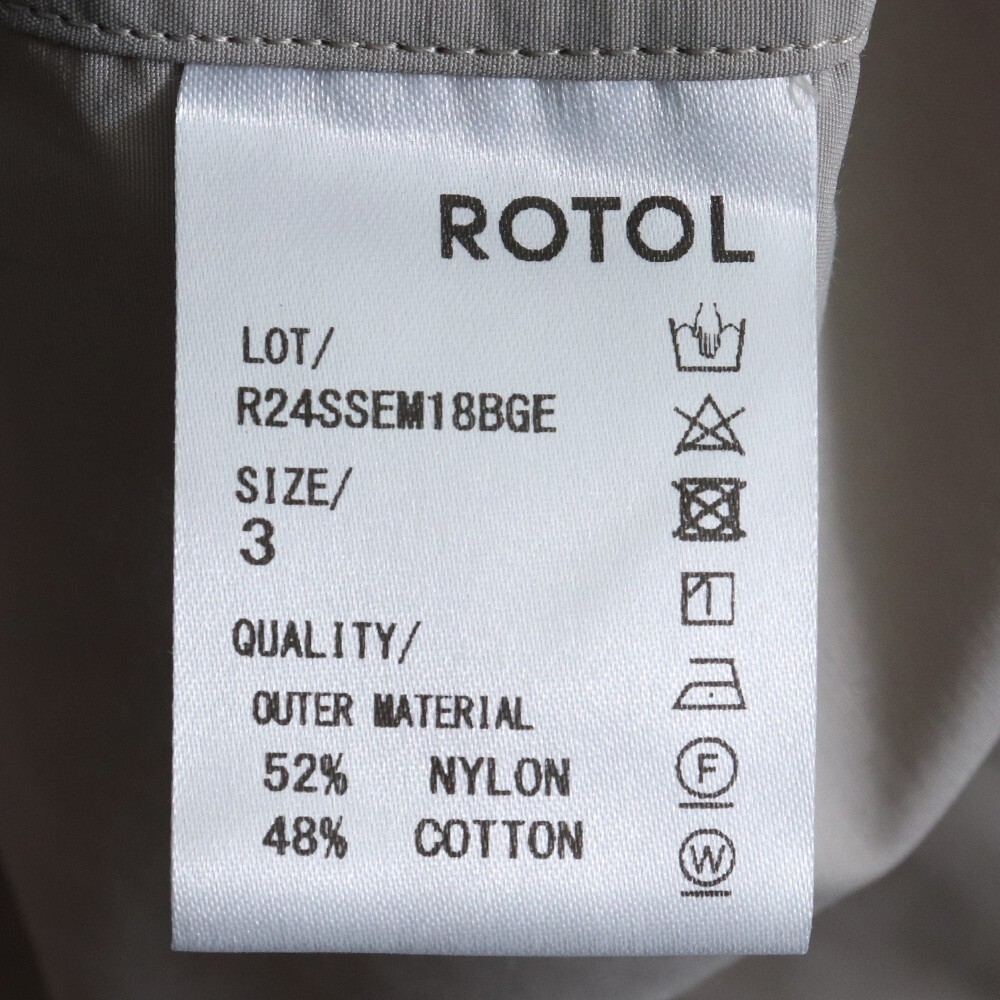 ROTOL
LOT/
R24SSEM18BGE
SIZE/
3
QUALITY/
OUTER MATERIAL
52% NYLON
48% COTTON
F
W